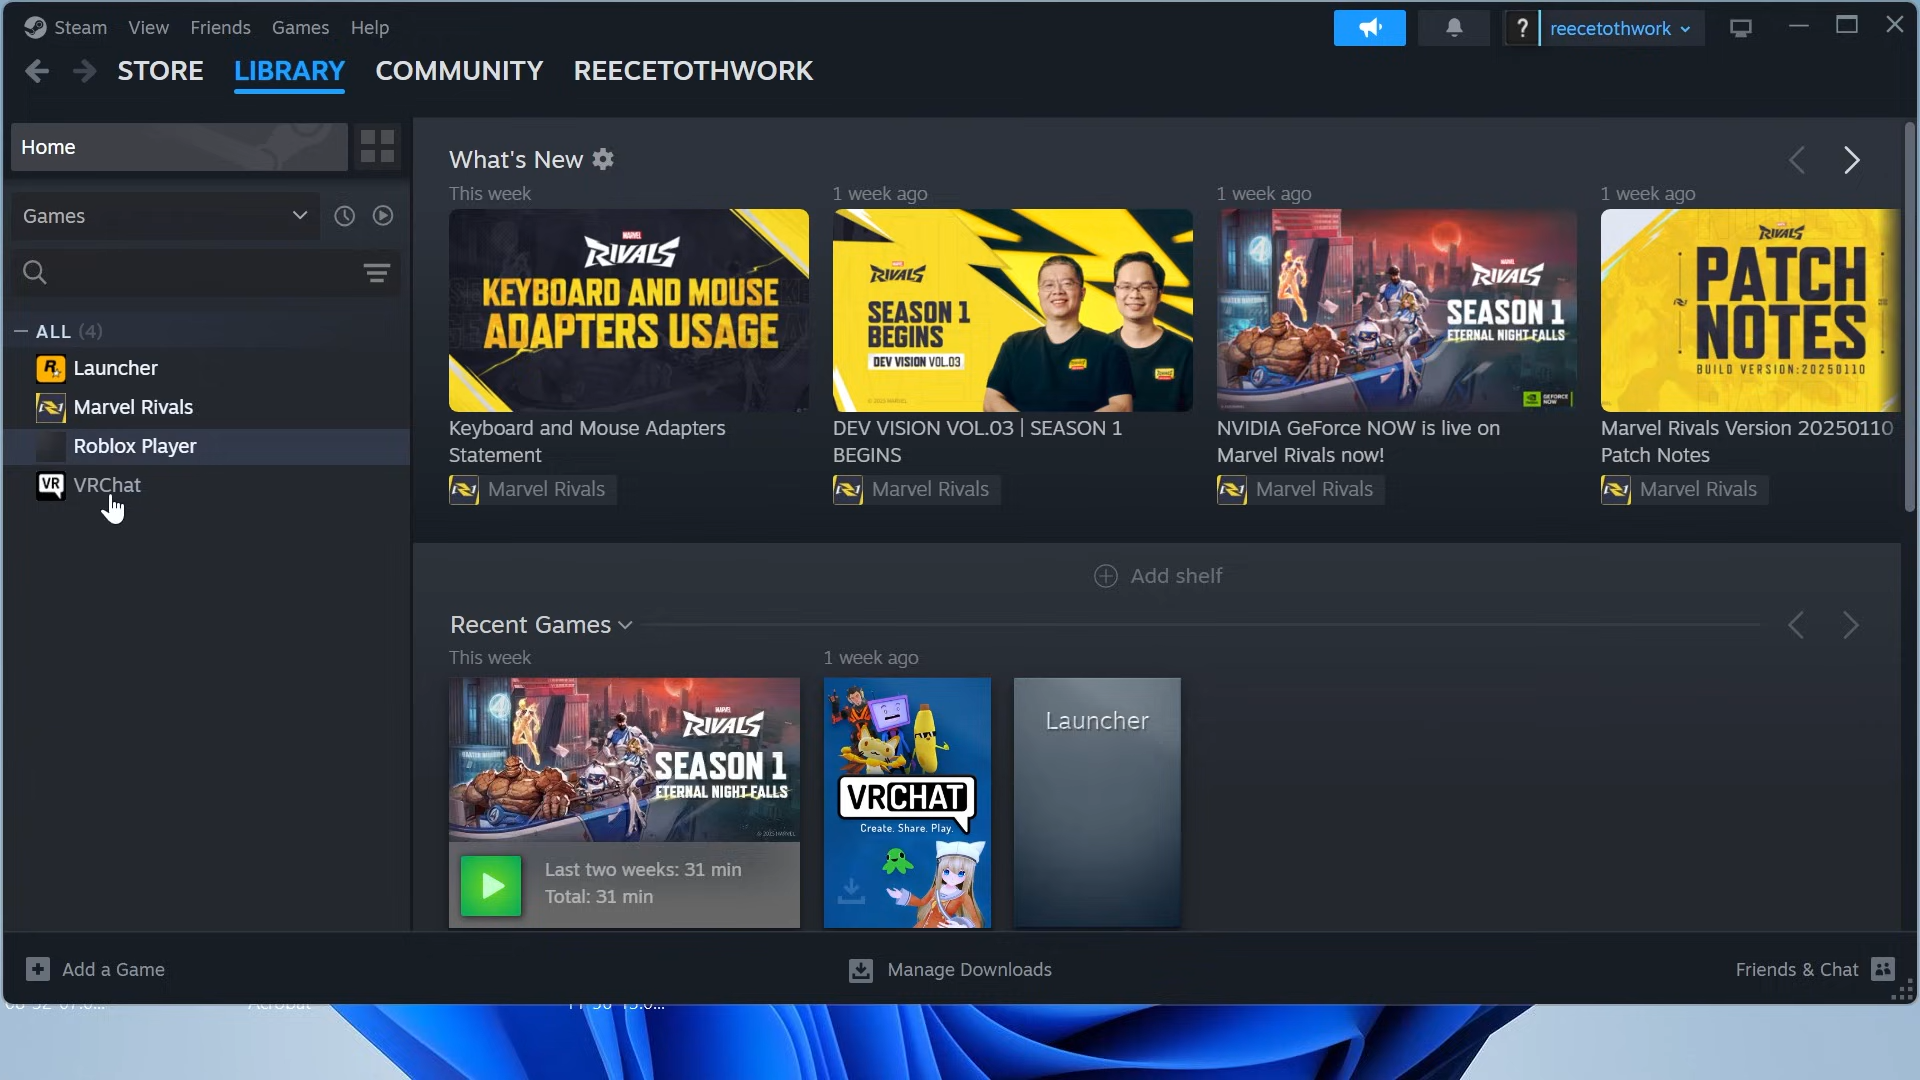 Steam View Friends Games Help
? reecetothwork
STORE LIBRARY COMMUNITY REECETOTHWORK
Home
Games
ALL (4)
Launcher
Marvel Rivals
Roblox Player
VR VRChat
What's New
This week
1 week ago
1 week ago
1 week ago
MARVEL
RIVALS
KEYBOARD AND MOUSE
ADAPTERS USAGE
Keyboard and Mouse Adapters
Statement
Marvel Rivals
RIVALS
SEASON 1
BEGINS
DEV VISION VOL.03
DEV VISION VOL.03 | SEASON 1
BEGINS
Marvel Rivals
RIVALS
SEASON 1
ETERNAL NIGHT FALLS
GEFORCE
NOW
NVIDIA GeForce NOW is live on
Marvel Rivals now!
Marvel Rivals
RIVALS
PATCH
NOTES
BUILD VERSION:20250110
Marvel Rivals Version 20250110
Patch Notes
Marvel Rivals
Add shelf
Recent Games
This week
1 week ago
MARVEL
RIVALS
SEASON 1
ETERNAL NIGHT FALLS
Last two weeks: 31 min
Total: 31 min
VRCHAT
Create. Share. Play.
Launcher
Add a Game
Manage Downloads
Friends & Chat